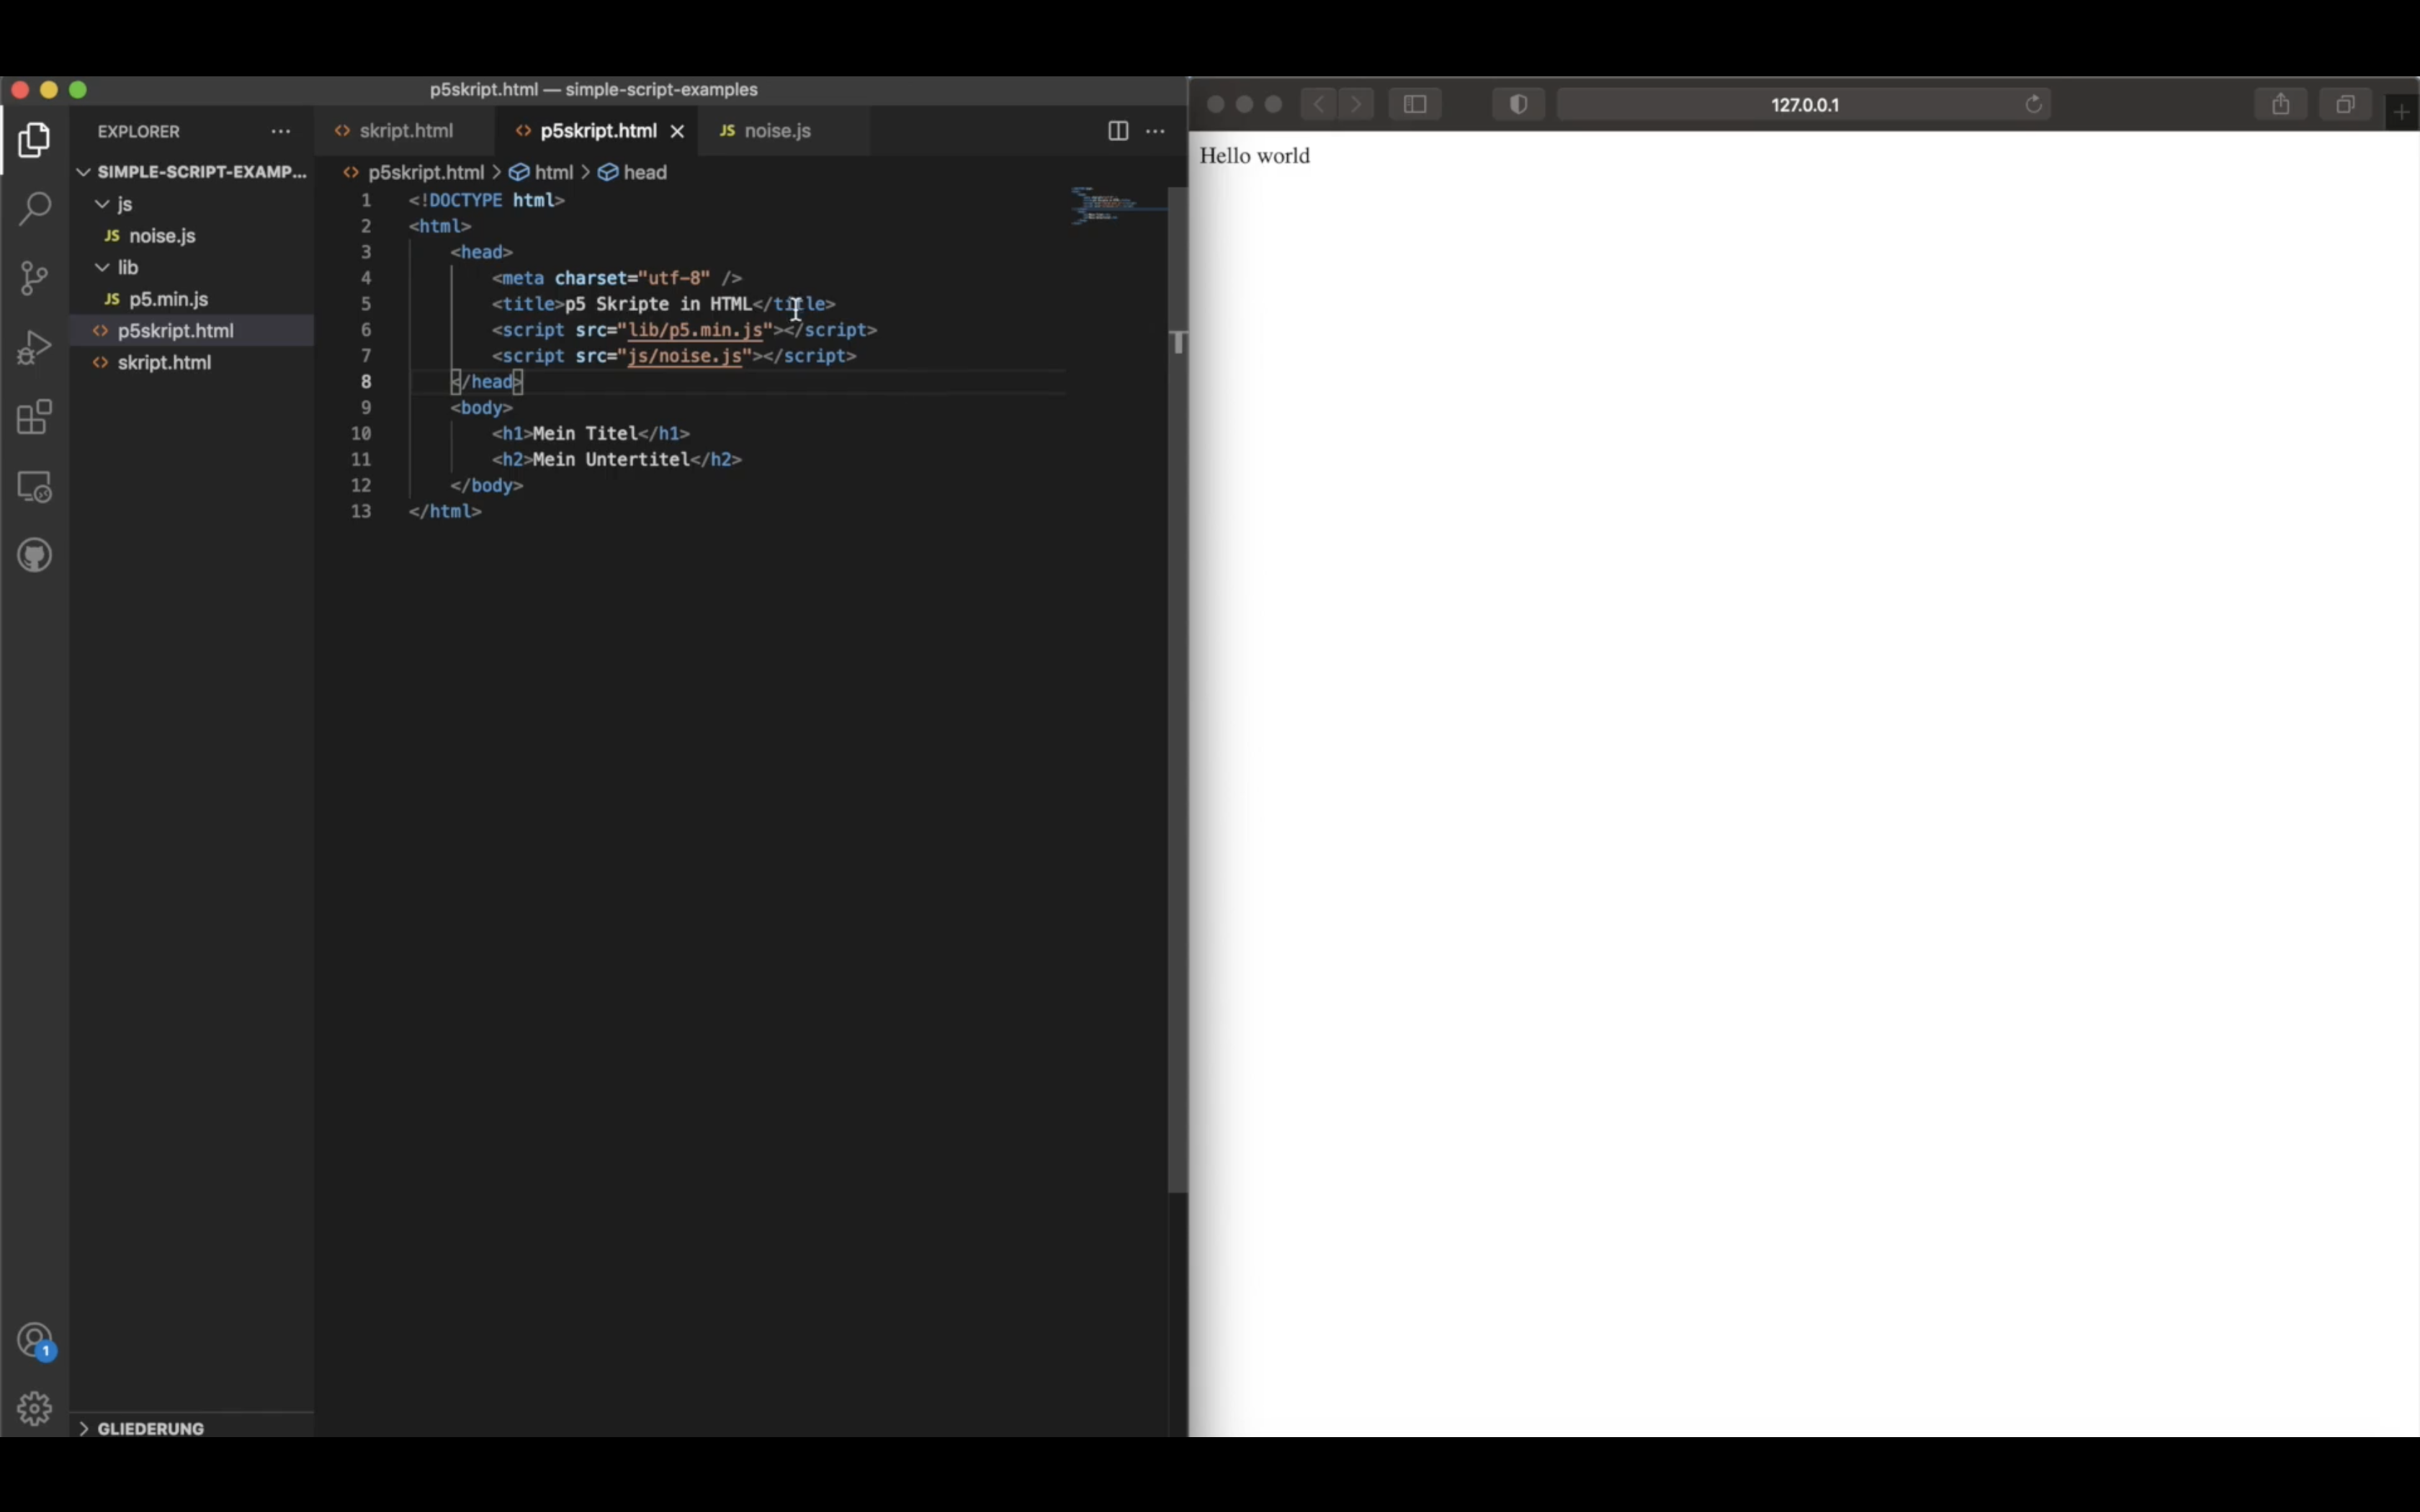 p5skript.html — simple-script-examples
EXPLORER
SIMPLE-SCRIPT-EXAMP...
js
JS noise.js
lib
JS p5.min.js
p5skript.html
skript.html
1
GLIEDERUNG
skript.html p5skript.html JS noise.js
p5skript.html > html > head
1 <!DOCTYPE html>
2 <html>
3 <head>
4 <meta charset="utf-8" />
5 <title>p5 Skripte in HTML</title>
6 <script src="lib/p5.min.js"></script>
7 <script src="js/noise.js"></script>
8 </head>
9 <body>
10 <h1>Mein Titel</h1>
11 <h2>Mein Untertitel</h2>
12 </body>
13 </html>
T
127.0.0.1
Hello world